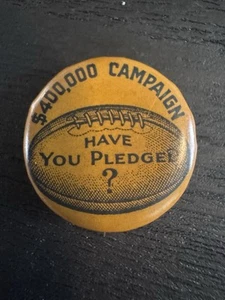 $400,000 CAMPAIGN
HAVE
YOU PLEDGED
?